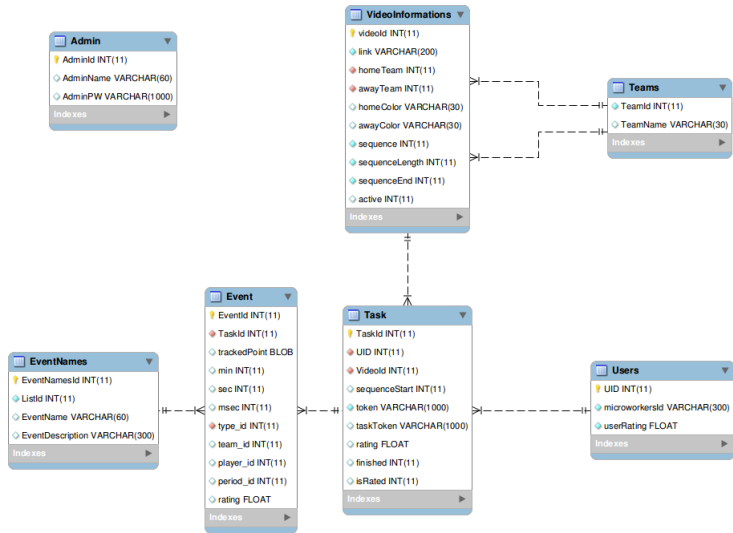 VideoInformations
videoId INT(11)
link VARCHAR(200)
homeTeam INT(11)
awayTeam INT(11)
homeColor VARCHAR(30)
awayColor VARCHAR(30)
sequence INT(11)
sequenceLength INT(11)
sequenceEnd INT(11)
active INT(11)
Indexes
Admin
AdminId INT(11)
AdminName VARCHAR(60)
AdminPW VARCHAR(1000)
Indexes
Teams
TeamId INT(11)
TeamName VARCHAR(30)
Indexes
Event
EventId INT(11)
TaskId INT(11)
trackedPoint BLOB
min INT(11)
sec INT(11)
msec INT(11)
type_id INT(11)
team_id INT(11)
player_id INT(11)
period_id INT(11)
rating FLOAT
Indexes
Task
TaskId INT(11)
UID INT(11)
VideoId INT(11)
sequenceStart INT(11)
token VARCHAR(1000)
taskToken VARCHAR(1000)
rating FLOAT
finished INT(11)
isRated INT(11)
Indexes
EventNames
EventNamesId INT(11)
ListId INT(11)
EventName VARCHAR(60)
EventDescription VARCHAR(300)
Indexes
Users
UID INT(11)
microworkersId VARCHAR(300)
userRating FLOAT
Indexes